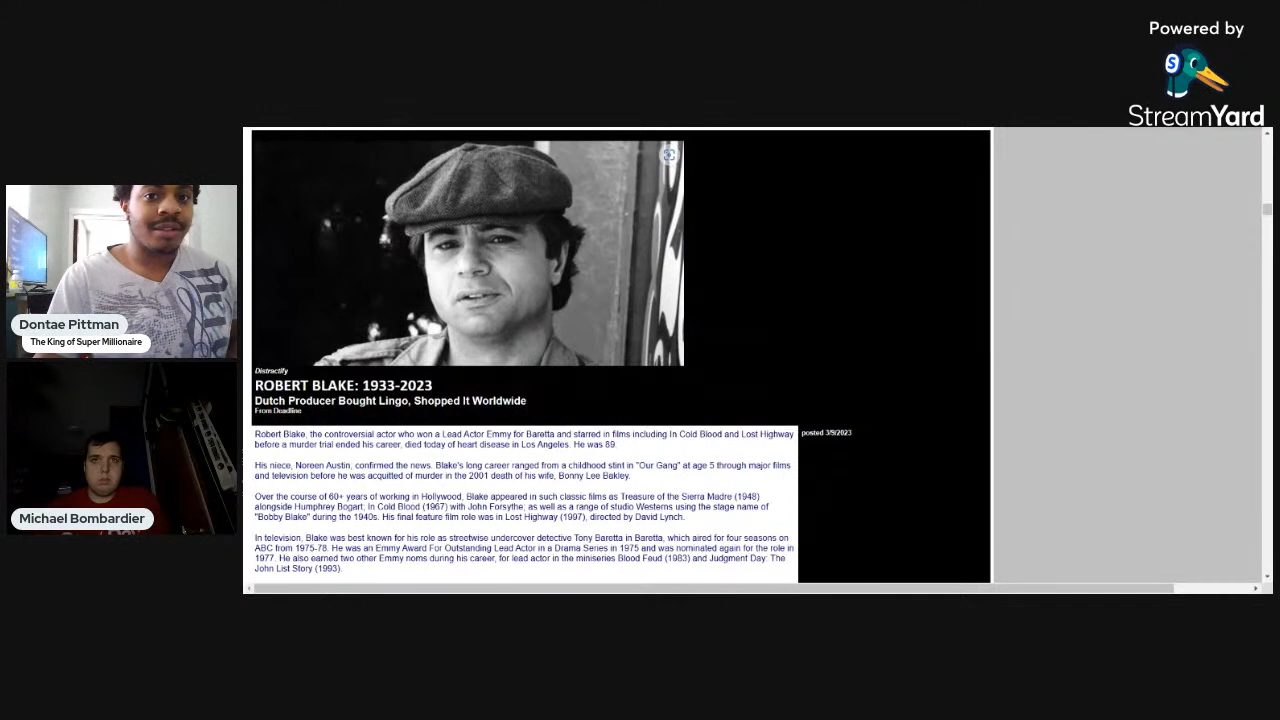 Powered by
StreamYard
Dontae Pittman
The King of Super Millionaire
Michael Bombardier
Distractify
ROBERT BLAKE: 1933-2023
Dutch Producer Bought Lingo, Shopped It Worldwide
From Deadline
Robert Blake, the controversial actor who won a Lead Actor Emmy for Baretta and starred in films including In Cold Blood and Lost Highway
before a murder trial ended his career, died today of heart disease in Los Angeles. He was 89.
posted 3/9/2023
His niece, Noreen Austin, confirmed the news. Blake's long career ranged from a childhood stint in "Our Gang" at age 5 through major films
and television before he was acquitted of murder in the 2001 death of his wife, Bonny Lee Bakley.
Over the course of 60+ years of working in Hollywood, Blake appeared in such classic films as Treasure of the Sierra Madre (1948)
alongside Humphrey Bogart; In Cold Blood (1967) with John Forsythe; as well as a range of studio Westerns using the stage name of
"Bobby Blake" during the 1940s. His final feature film role was in Lost Highway (1997), directed by David Lynch.
In television, Blake was best known for his role as streetwise undercover detective Tony Baretta in Baretta, which aired for four seasons on
ABC from 1975-78. He was an Emmy Award For Outstanding Lead Actor in a Drama Series in 1975 and was nominated again for the role in
1977. He also earned two other Emmy noms during his career, for lead actor in the miniseries Blood Feud (1983) and Judgment Day: The
John List Story (1993).